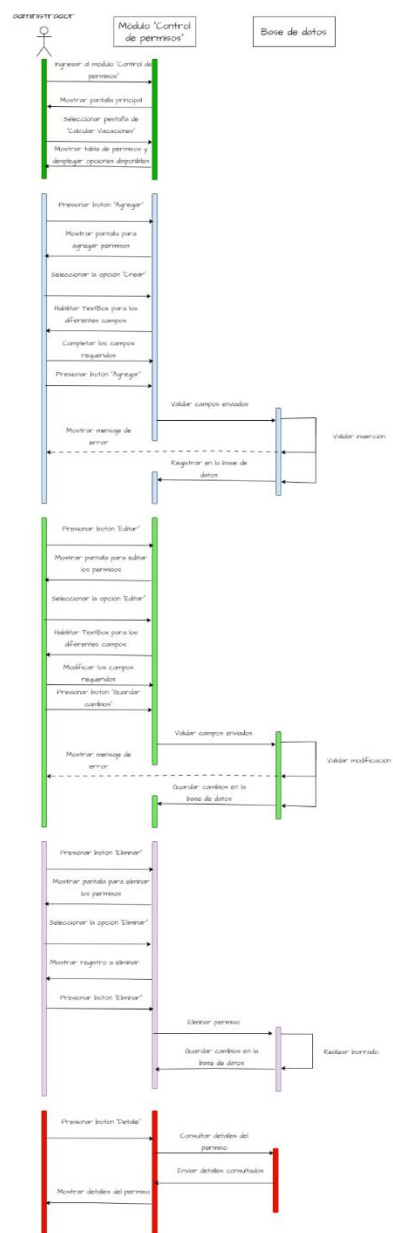 administrador
Módulo "Control
de permisos"
Base de datos
Ingresar al módulo "Control de
permisos"
Mostrar pantalla principal
Seleccionar pestaña de
"Calcular Vacaciones"
Mostrar tabla de permisos y
desplegar opciones disponibles
Presionar botón "Agregar"
Mostrar pantalla para
agregar permisos
Seleccionar la opción "Crear"
Habilitar TextBox para los
diferentes campos
Completar los campos
requeridos
Presionar botón "Agregar"
Validar campos enviados
Mostrar mensaje de
error
Validar inserción
Registrar en la base de
datos
Presionar botón "Editar"
Mostrar pantalla para editar
los permisos
Seleccionar la opción "Editar"
Habilitar TextBox para los
diferentes campos
Modificar los campos
requeridos
Presionar botón "Guardar
cambios"
Validar campos enviados
Mostrar mensaje de
error
Validar modificación
Guardar cambios en la
base de datos
Presionar botón "Eliminar"
Mostrar pantalla para eliminar
los permisos
Seleccionar la opción "Eliminar"
Mostrar registro a eliminar
Presionar botón "Eliminar"
Eliminar permiso
Guardar cambios en la
base de datos
Realizar borrado
Presionar botón "Detalle"
Consultar detalles del
permiso
Enviar detalles consultados
Mostrar detalles del permiso